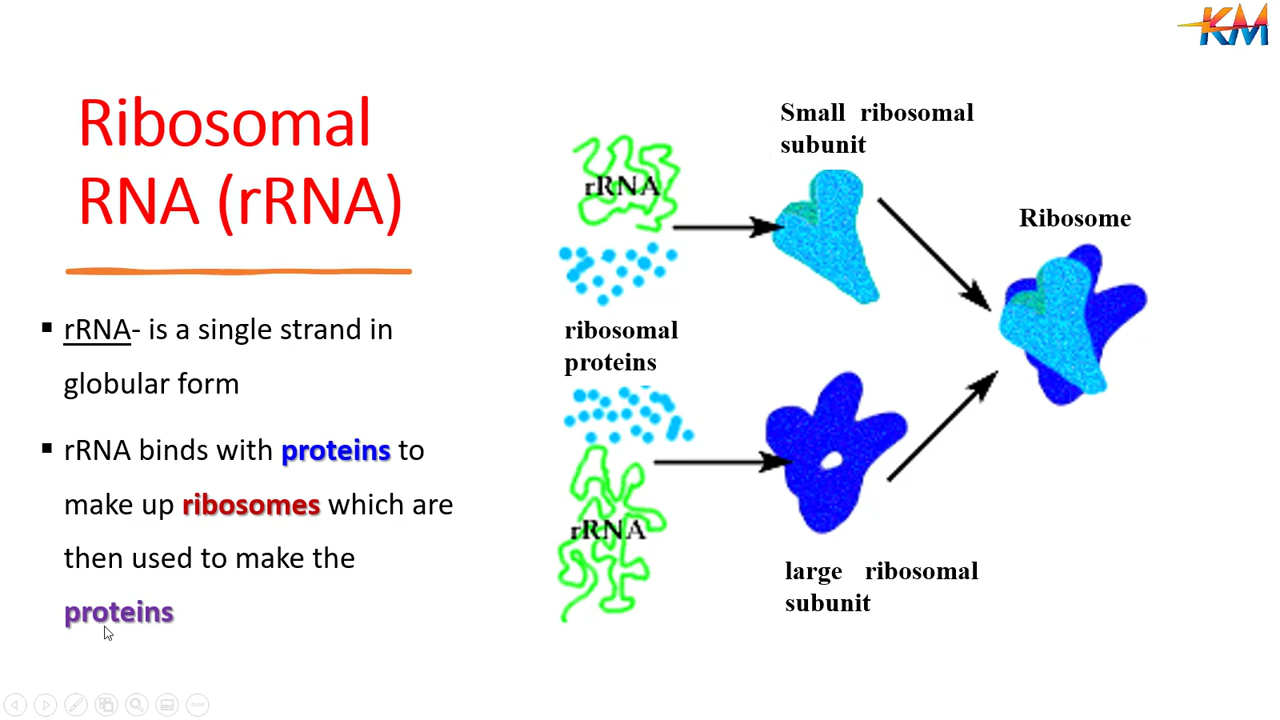 KM
Ribosomal
RNA (rRNA)
▪ rRNA- is a single strand in
globular form
▪ rRNA binds with proteins to
make up ribosomes which are
then used to make the
proteins
Small ribosomal
subunit
rRNA
Ribosome
ribosomal
proteins
rRNA
large ribosomal
subunit